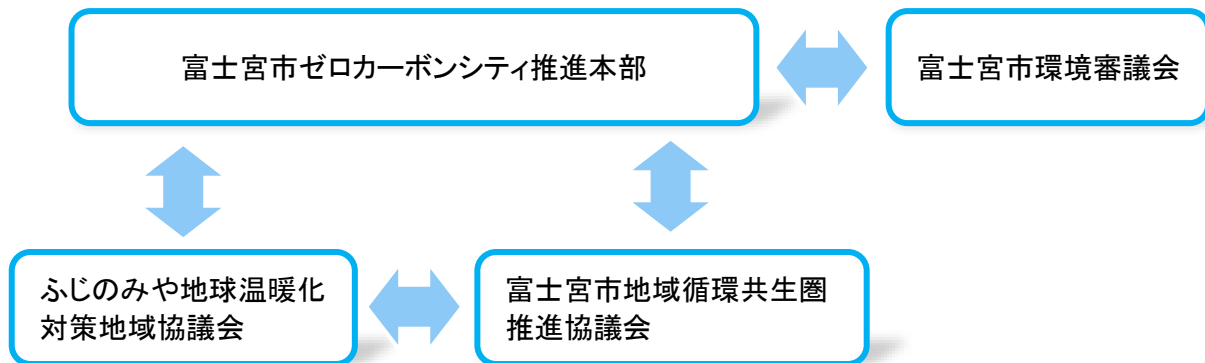 富士宮市ゼロカーボンシティ推進本部
富士宮市環境審議会
ふじのみや地球温暖化
対策地域協議会
富士宮市地域循環共生圏
推進協議会